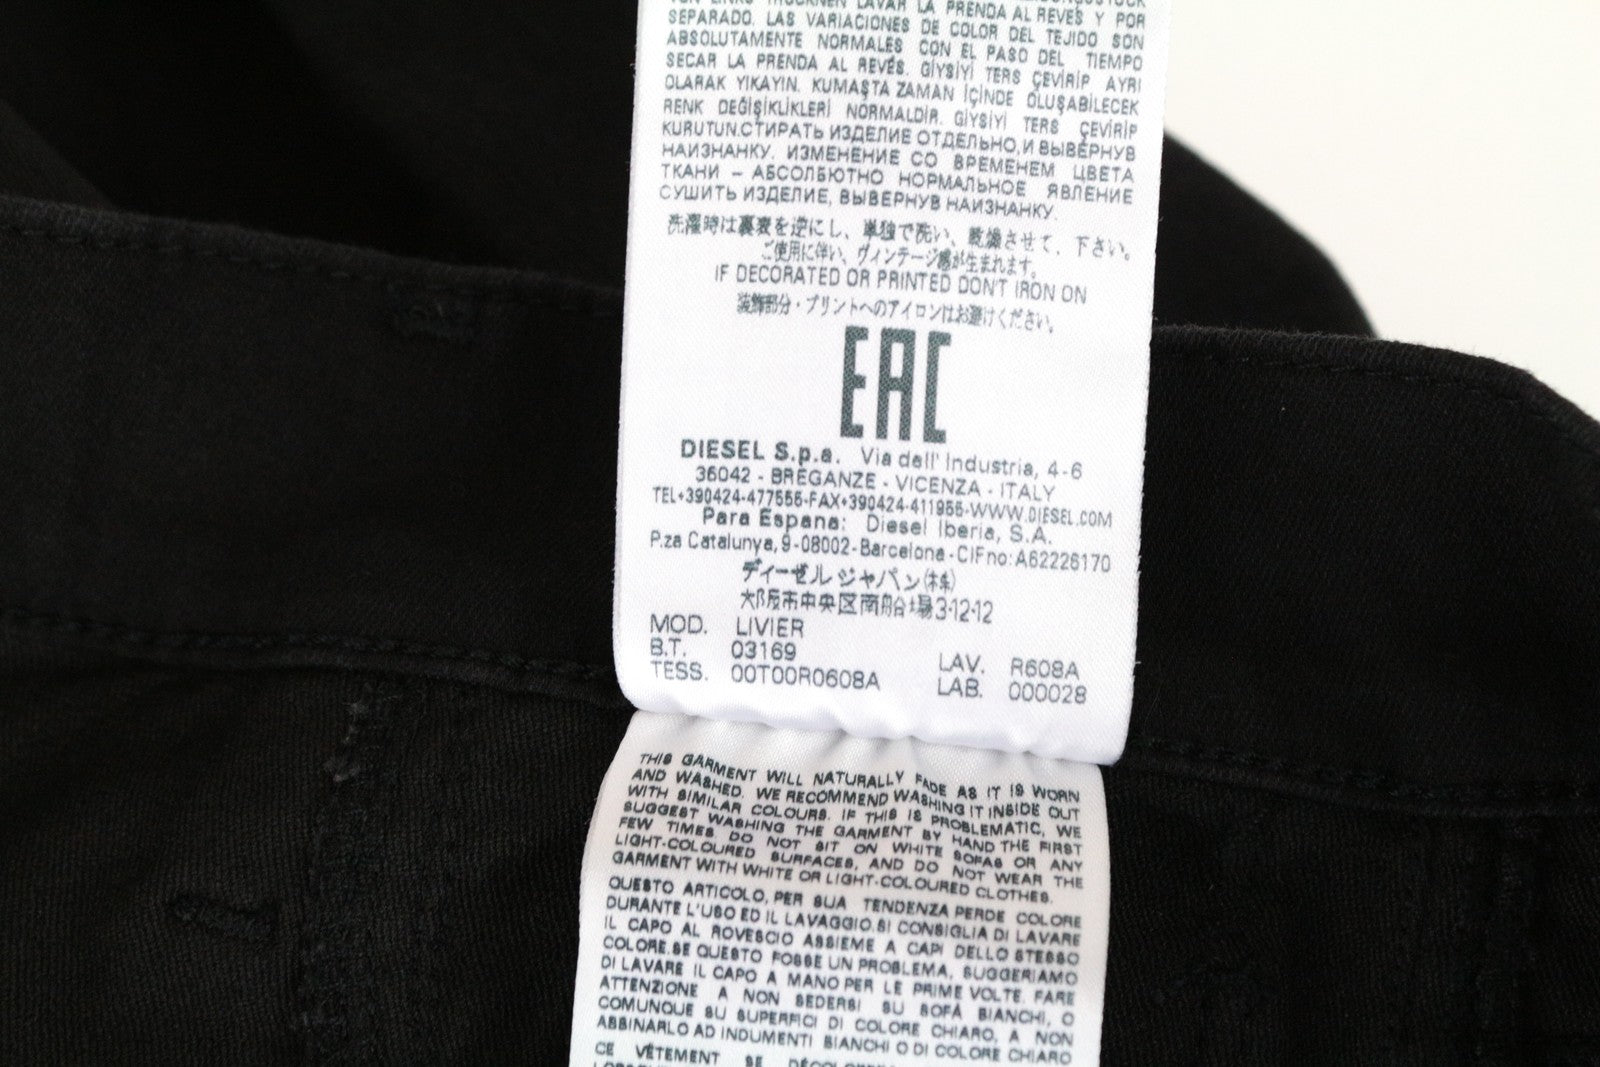 VON LINKS TROCKNEN LAVAR LA PRENDA AL REVES Y POR
SEPARADO. LAS VARIACIONES DE COLOR DEL TEJIDO SON
ABSOLUTAMENTE NORMALES CON EL PASO DEL TIEMPO
SECAR LA PRENDA AL REVÉS. GİYSİYİ TERS ÇEVİRİP AYRI
OLARAK YIKAYIN. KUMAŞTA ZAMAN İÇİNDE OLUŞABİLECEK
RENK DEĞİŞİKLİKLERİ NORMALDİR. GİYSİYİ TERS ÇEVİRİP
KURUTUN.СТИРАТЬ ИЗДЕЛИЕ ОТДЕЛЬНО, И ВЫВЕРНУВ
НАИЗНАНКУ. ИЗМЕНЕНИЕ СО ВРЕМЕНЕМ ЦВЕТА
ТКАНИ – АБСОЛЮТНО НОРМАЛЬНОЕ ЯВЛЕНИЕ
СУШИТЬ ИЗДЕЛИЕ, ВЫВЕРНУВ НАИЗНАНКУ.
洗濯時は裏表を逆にし、単独で洗い、乾燥させて、下さい。
ご使用に伴い、ヴィンテージ感が生まれます。
IF DECORATED OR PRINTED DON'T IRON ON
装飾部分・プリントへのアイロンはお避けください。
EAC
DIESEL S.p.a. Via dell' Industria, 4-6
36042 - BREGANZE - VICENZA - ITALY
TEL+390424-477555-FAX+390424-411955-WWW.DIESEL.COM
Para Espana: Diesel Iberia, S.A.
P.za Catalunya, 9-08002-Barcelona-CIFno:A62226170
ディーゼルジャパン(株)
大阪市中央区南船場3-12-12
MOD. LIVIER
B.T. 03169 LAV. R608A
TESS. 00T00R0608A LAB. 000028
THIS GARMENT WILL NATURALLY FADE AS IT IS WORN
AND WASHED. WE RECOMMEND WASHING IT INSIDE OUT
WITH SIMILAR COLOURS. IF THIS IS PROBLEMATIC, WE
SUGGEST WASHING THE GARMENT BY HAND THE FIRST
FEW TIMES. DO NOT SIT ON WHITE SOFAS OR ANY
LIGHT-COLOURED SURFACES, AND DO NOT WEAR THE
GARMENT WITH WHITE OR LIGHT-COLOURED CLOTHES.
QUESTO ARTICOLO, PER SUA TENDENZA PERDE COLORE
DURANTE L'USO ED IL LAVAGGIO.SI CONSIGLIA DI LAVARE
IL CAPO AL ROVESCIO ASSIEME A CAPI DELLO STESSO
COLORE.SE QUESTO FOSSE UN PROBLEMA, SUGGERIAMO
DI LAVARE IL CAPO A MANO PER LE PRIME VOLTE. FARE
ATTENZIONE A NON SEDERSI SU SOFÀ BIANCHI, O
COMUNQUE SU SUPERFICI DI COLORE CHIARO, A NON
ABBINARLO AD INDUMENTI BIANCHI O DI COLORE CHIARO
CE VÊTEMENT SE